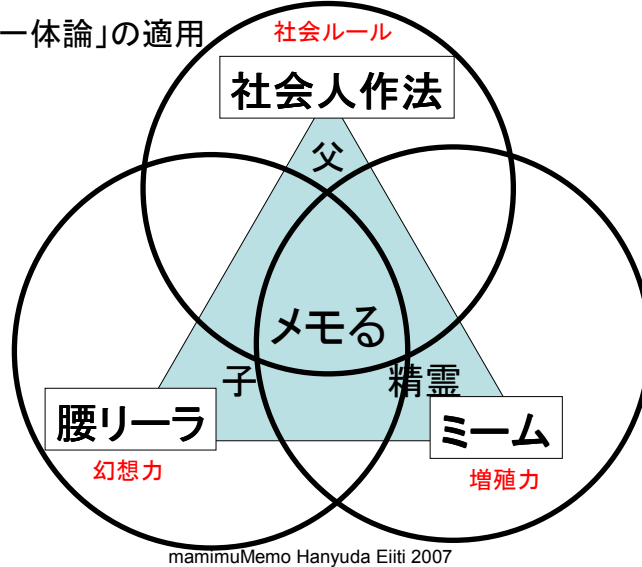 一体論」の適用
社会ルール
社会人作法
父
メモる
子
精霊
腰リーラ
ミーム
幻想力
増殖力
mamimuMemo Hanyuda Eiiti 2007